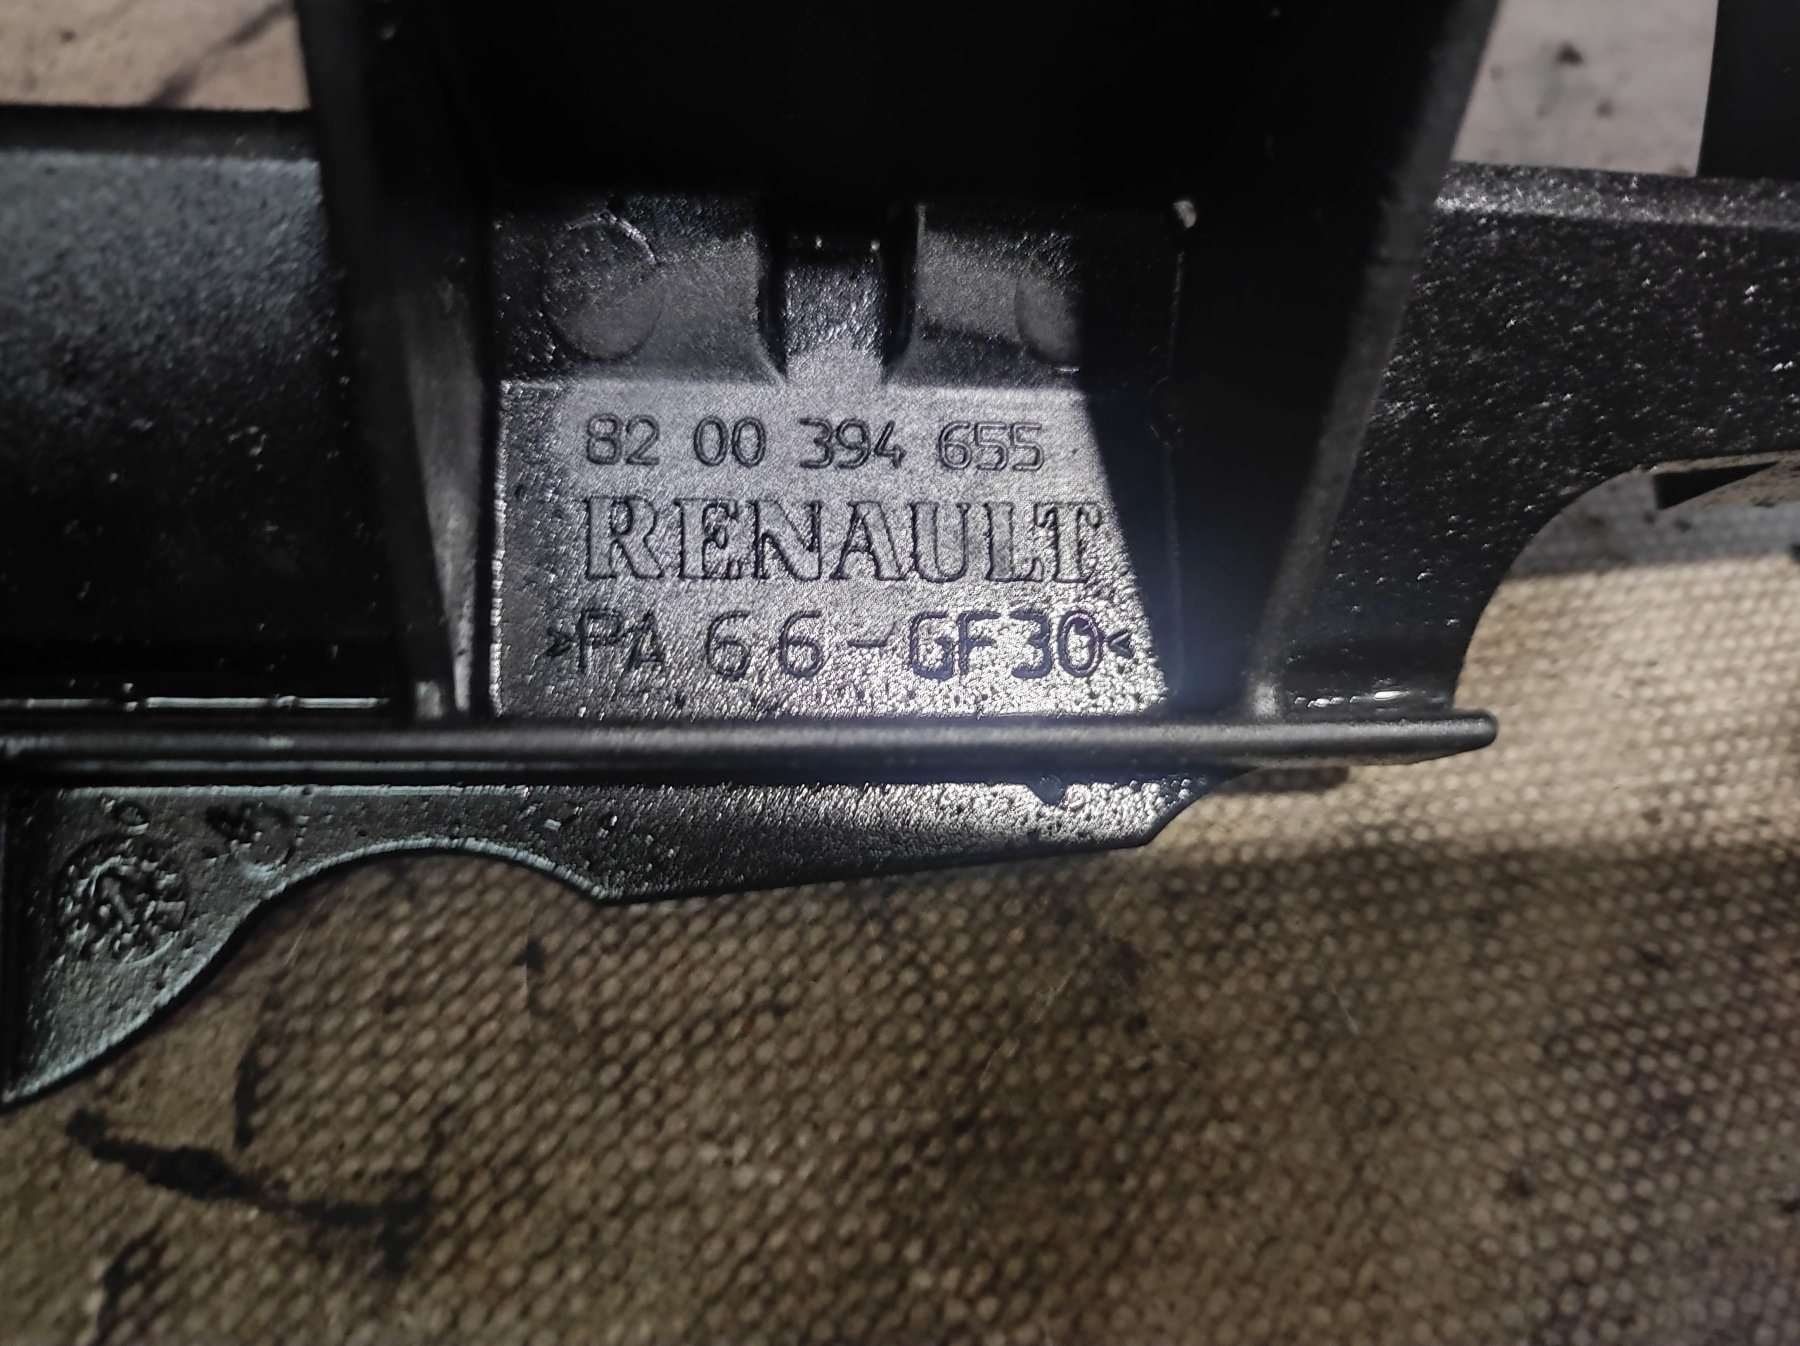 82 00 394 655
RENAULT
>PA 66-GF30<